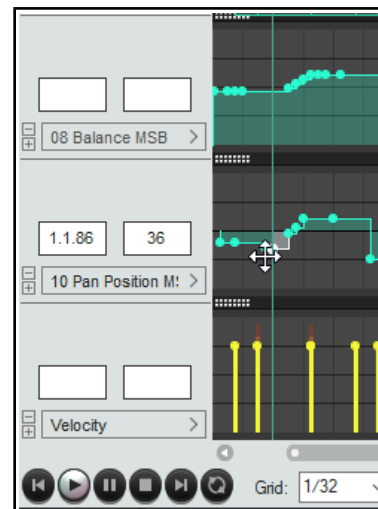 08 Balance MSB
1.1.86 36
10 Pan Position M
Velocity
Grid: 1/32